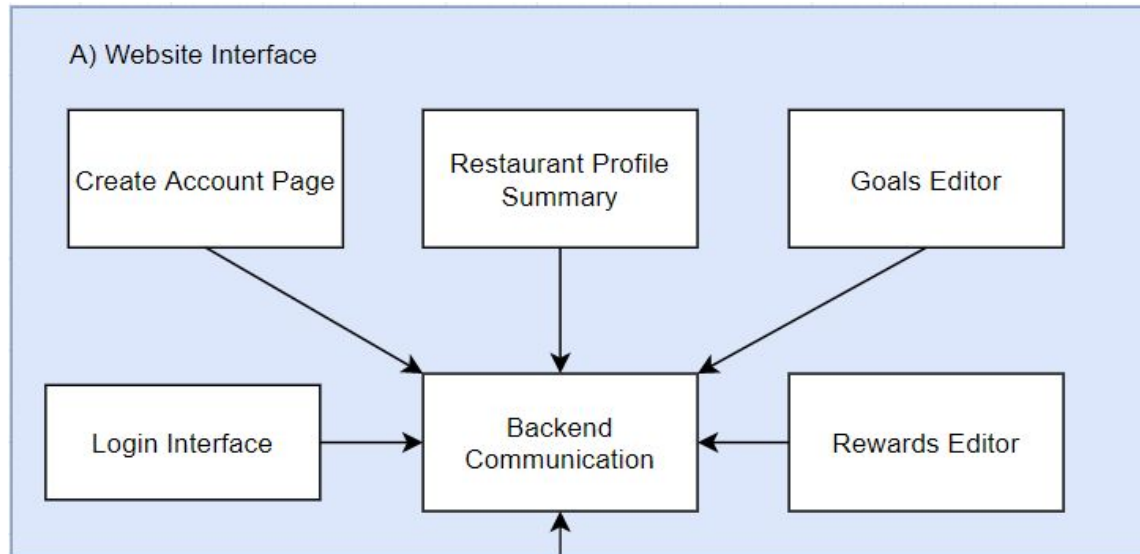 A) Website Interface
Create Account Page
Restaurant Profile
Summary
Goals Editor
Login Interface
Backend
Communication
Rewards Editor